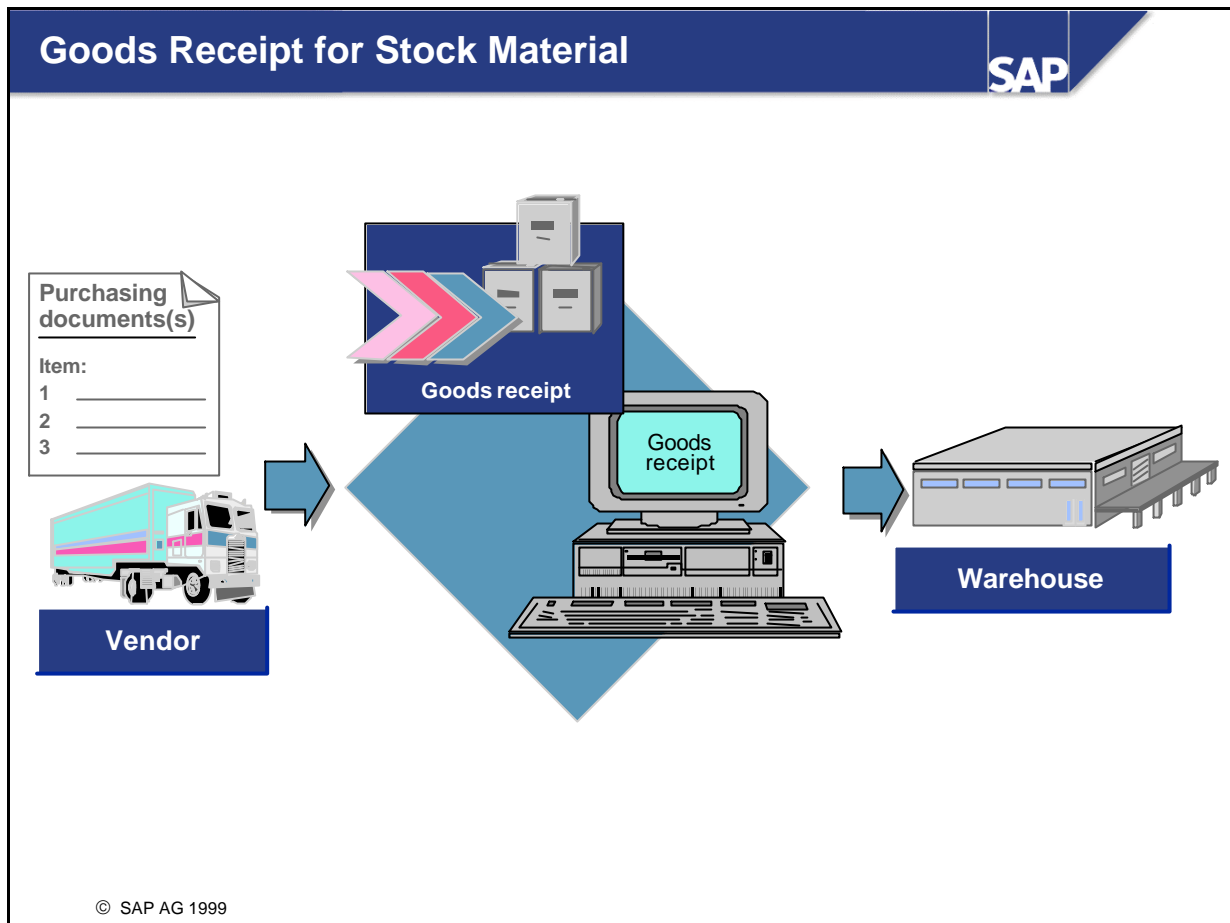 Goods Receipt for Stock Material
SAP
Purchasing
documents(s)
Item:
1
2
3
Goods receipt
Goods
receipt
Vendor
Warehouse
© SAP AG 1999